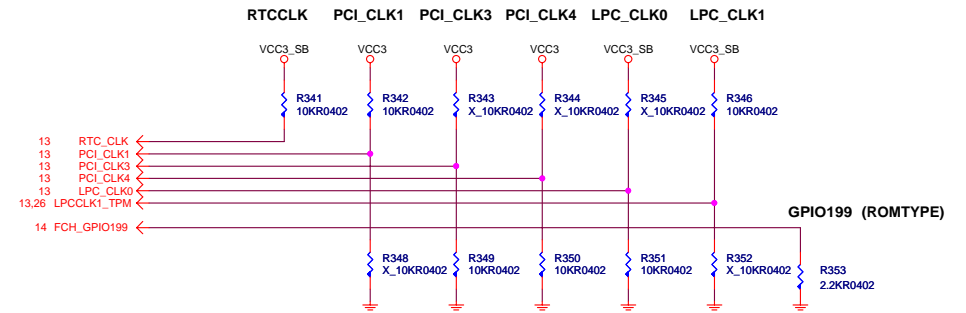 RTCCLK PCI_CLK1 PCI_CLK3 PCI_CLK4 LPC_CLK0 LPC_CLK1
VCC3_SB VCC3 VCC3 VCC3 VCC3_SB VCC3_SB
R341 R342 R343 R344 R345 R346
10KR0402 10KR0402 X_10KR0402 X_10KR0402 X_10KR0402 10KR0402
13 RTC_CLK
13 PCI_CLK1
13 PCI_CLK3
13 PCI_CLK4
13 LPC_CLK0
13,26 LPCCLK1_TPM
GPIO199 (ROMTYPE)
14 FCH_GPIO199
R348 R349 R350 R351 R352
X_10KR0402 10KR0402 10KR0402 10KR0402 X_10KR0402
R353
2.2KR0402